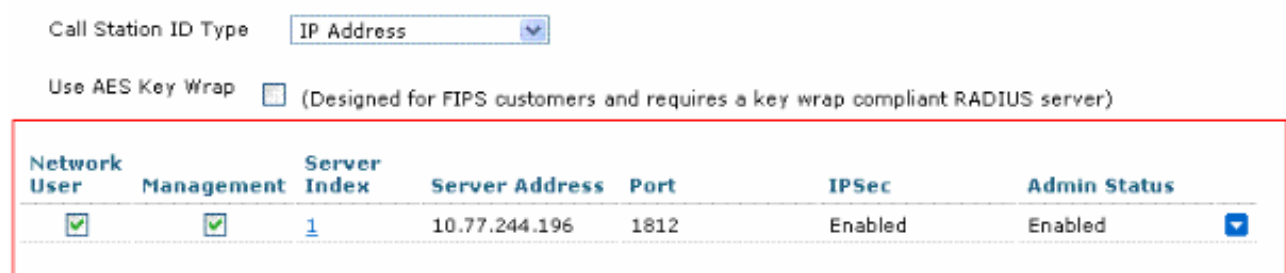 Call Station ID Type IP Address
Use AES Key Wrap (Designed for FIPS customers and requires a key wrap compliant RADIUS server)
Network User Management Server Index Server Address Port IPSec Admin Status
1 10.77.244.196 1812 Enabled Enabled